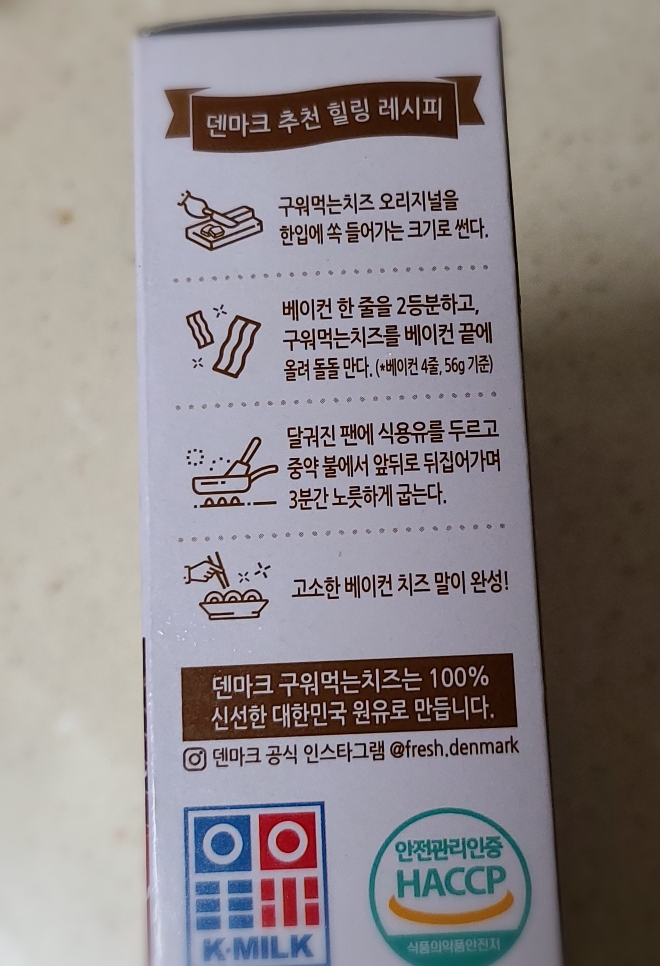 덴마크 추천 힐링 레시피
구워먹는치즈 오리지널을
한입에 쏙 들어가는 크기로 썬다.
베이컨 한 줄을 2등분하고,
구워먹는치즈를 베이컨 끝에
올려 돌돌 만다. (*베이컨 4줄, 56g 기준)
달궈진 팬에 식용유를 두르고
중약 불에서 앞뒤로 뒤집어가며
3분간 노릇하게 굽는다.
고소한 베이컨 치즈 말이 완성!
덴마크 구워먹는치즈는 100%
신선한 대한민국 원유로 만듭니다.
덴마크 공식 인스타그램 @fresh.denmark
K·MILK
안전관리인증
HACCP
식품의약품안전처